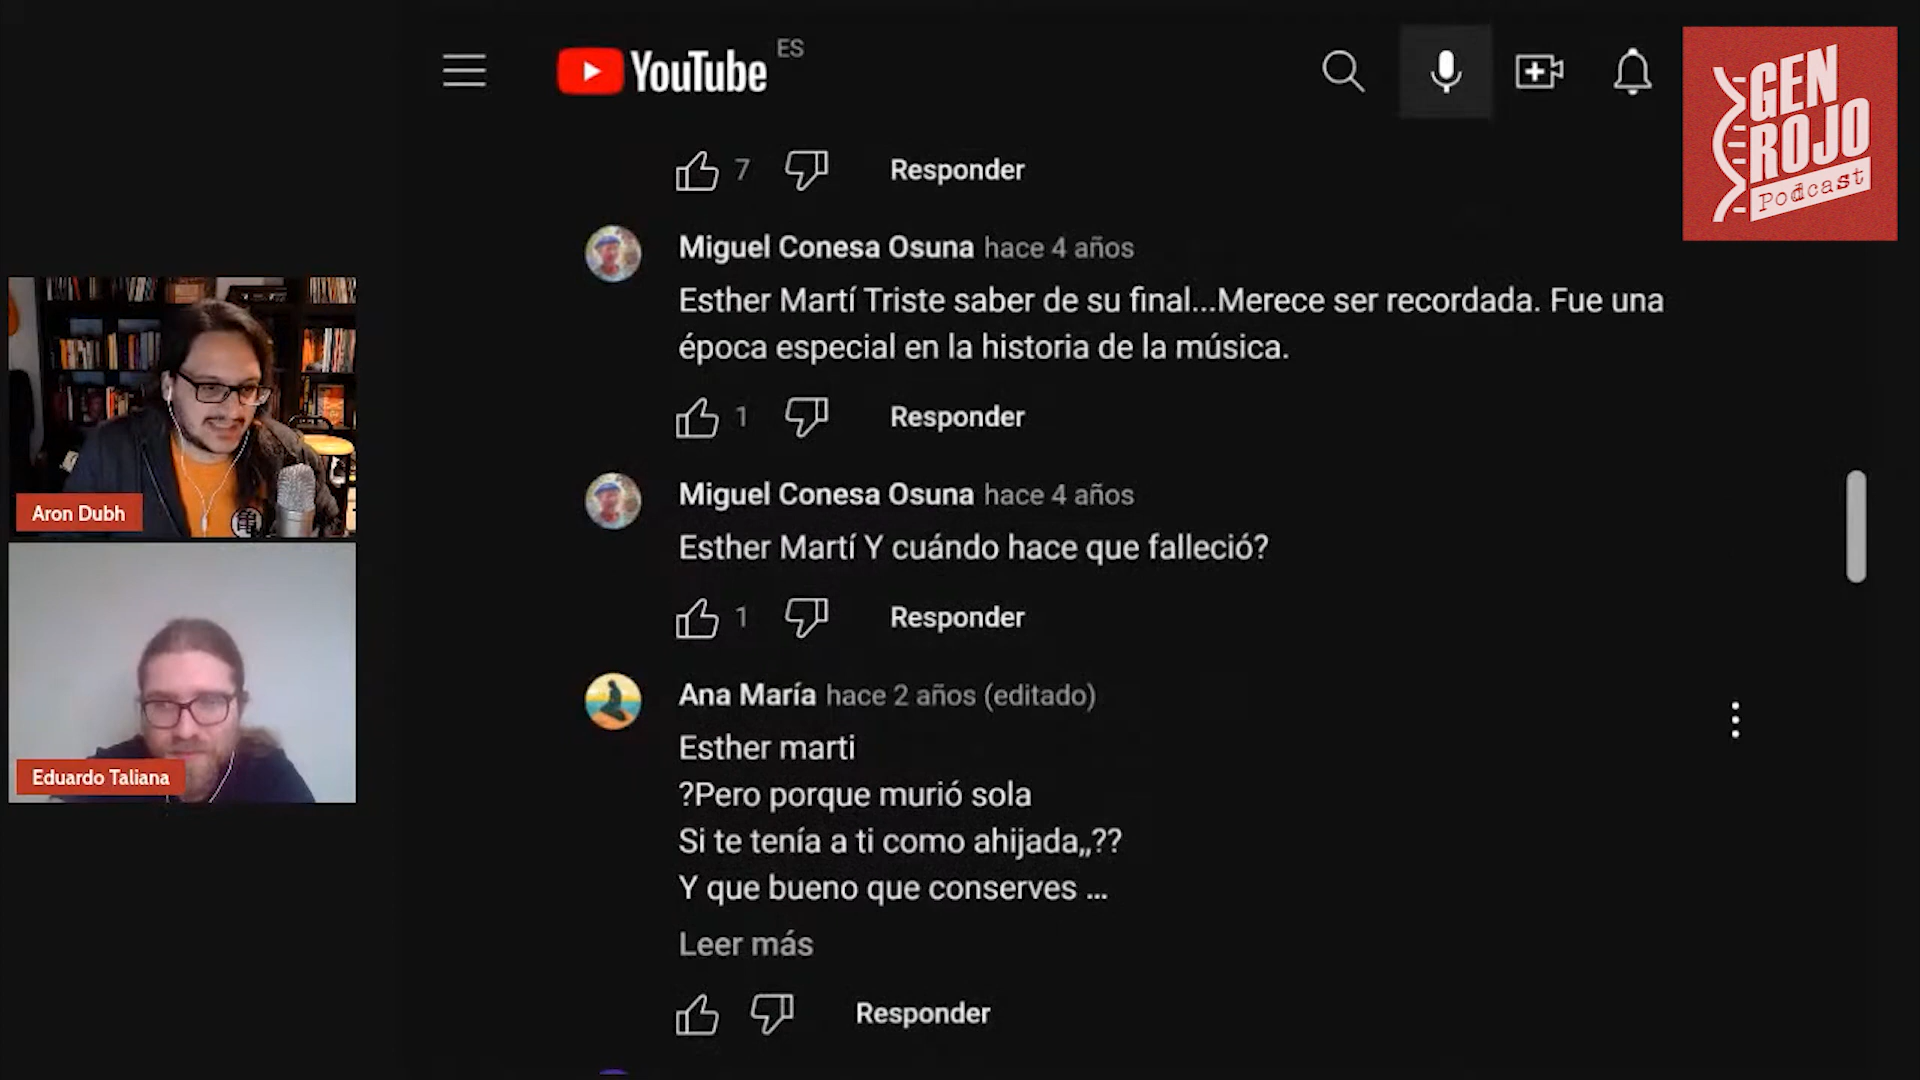 YouTube ES
GEN
ROJO
Podcast
7 Responder
Miguel Conesa Osuna hace 4 años
Esther Martí Triste saber de su final...Merece ser recordada. Fue una
época especial en la historia de la música.
1 Responder
Miguel Conesa Osuna hace 4 años
Esther Martí Y cuándo hace que falleció?
1 Responder
Ana María hace 2 años (editado)
Esther marti
?Pero porque murió sola
Si te tenía a ti como ahijada,,??
Y que bueno que conserves ...
Leer más
Responder
Aron Dubh
Eduardo Taliana